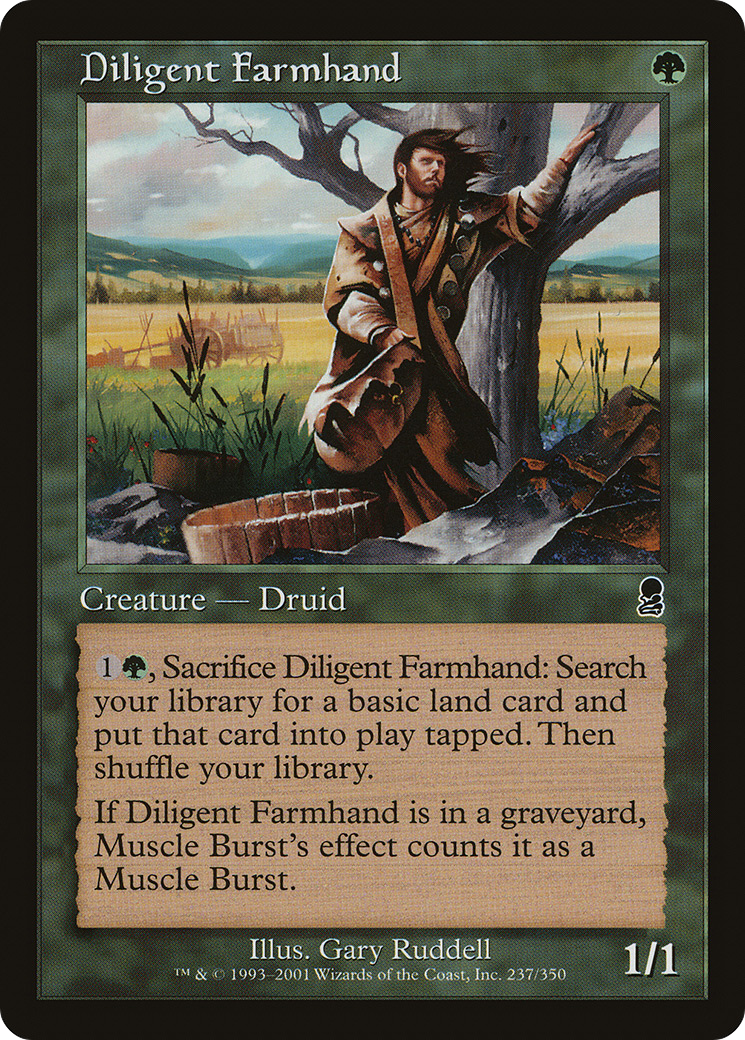 Diligent Farmhand
Creature — Druid
1, Sacrifice Diligent Farmhand: Search
your library for a basic land card and
put that card into play tapped. Then
shuffle your library.
If Diligent Farmhand is in a graveyard,
Muscle Burst's effect counts it as a
Muscle Burst.
Illus. Gary Ruddell
™ & © 1993–2001 Wizards of the Coast, Inc. 237/350
1/1